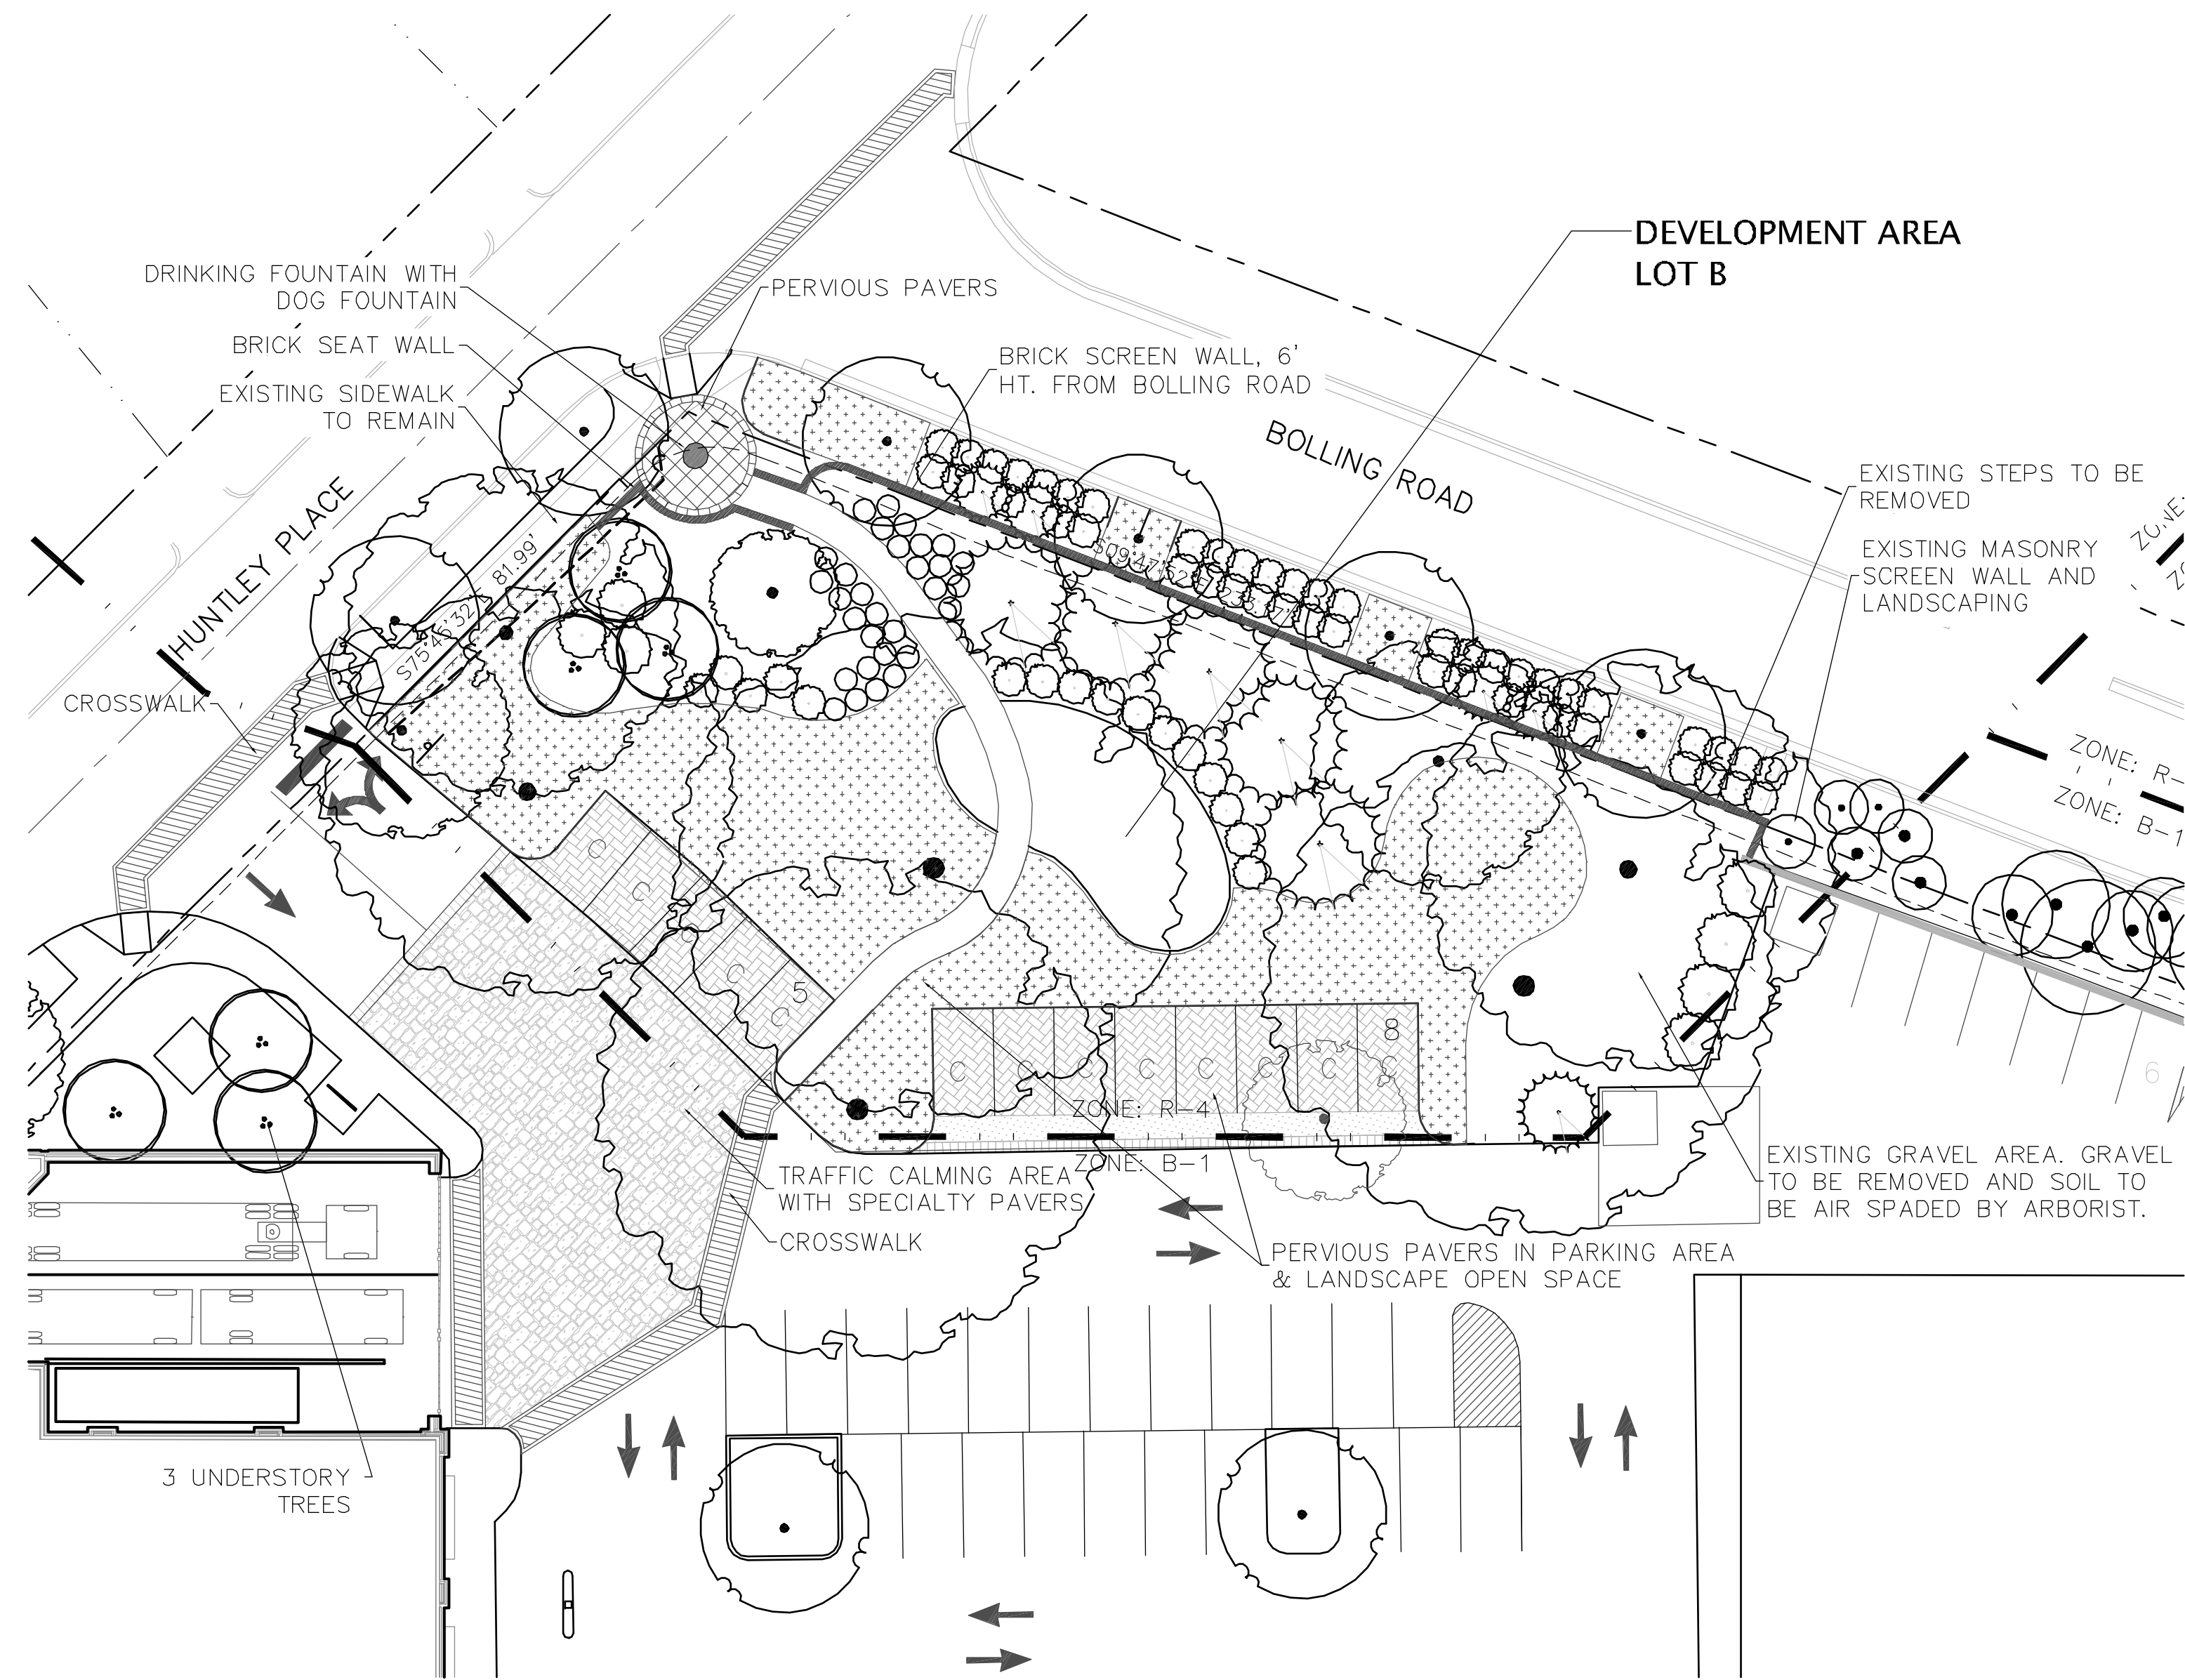 DEVELOPMENT AREA
LOT B
DRINKING FOUNTAIN WITH
DOG FOUNTAIN
PERVIOUS PAVERS
BRICK SEAT WALL
BRICK SCREEN WALL, 6'
HT. FROM BOLLING ROAD
EXISTING SIDEWALK
TO REMAIN
BOLLING ROAD
EXISTING STEPS TO BE
REMOVED
EXISTING MASONRY
SCREEN WALL AND
LANDSCAPING
HUNTLEY PLACE
81.99'
CROSSWALK
ZONE:
ZONE: R-
ZONE: B-1
C
C
C
C
C
5
C
C
C
C
C
C
C
C
8
6
ZONE: R-4
ZONE: B-1
TRAFFIC CALMING AREA
WITH SPECIALTY PAVERS
CROSSWALK
EXISTING GRAVEL AREA. GRAVEL
TO BE REMOVED AND SOIL TO
BE AIR SPADED BY ARBORIST.
PERVIOUS PAVERS IN PARKING AREA
& LANDSCAPE OPEN SPACE
3 UNDERSTORY
TREES